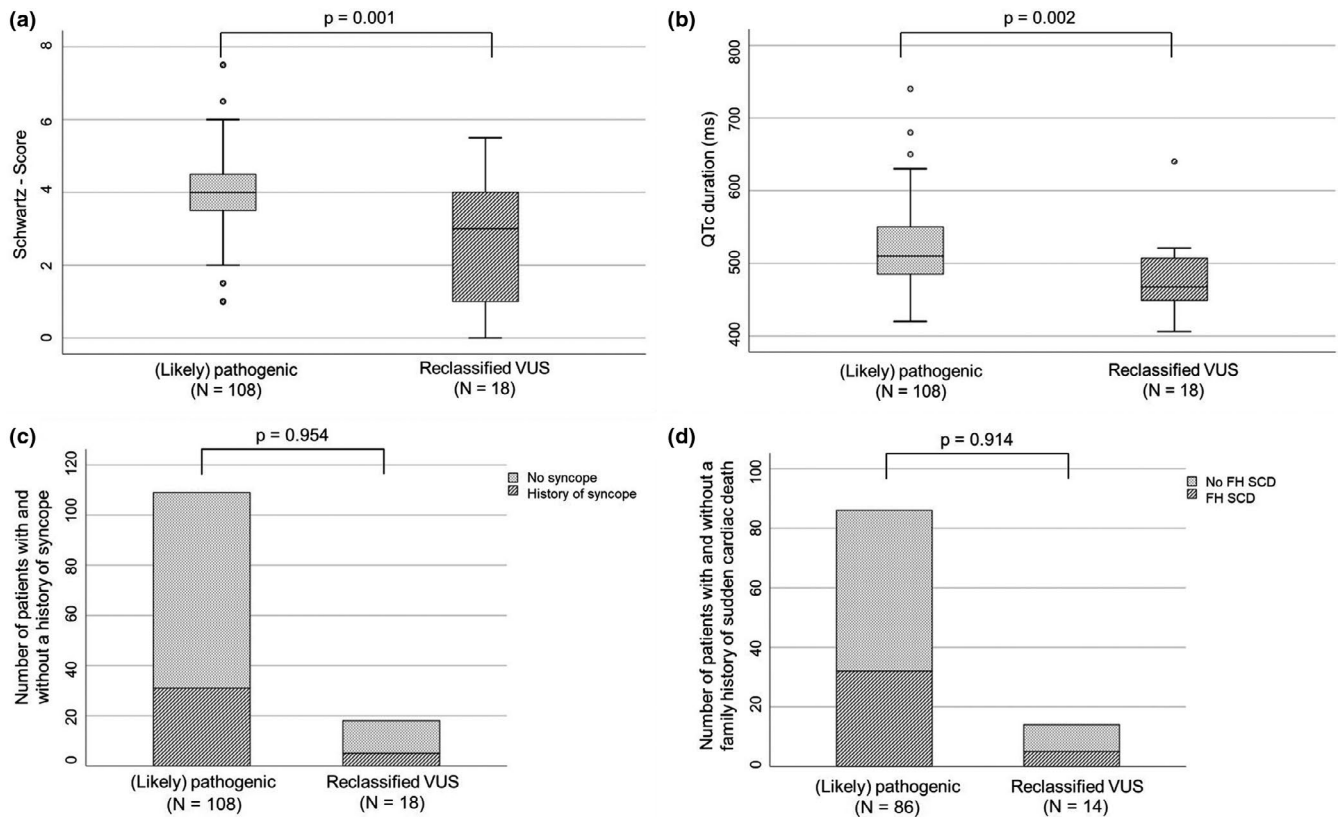 (a)
p = 0.001
8
6
4
2
0
Schwartz - Score
(Likely) pathogenic
(N = 108)
Reclassified VUS
(N = 18)
(b)
p = 0.002
800
700
600
500
400
QTc duration (ms)
(Likely) pathogenic
(N = 108)
Reclassified VUS
(N = 18)
(c)
p = 0.954
120
100
80
60
40
20
0
Number of patients with and
without a history of syncope
No syncope
History of syncope
(Likely) pathogenic
(N = 108)
Reclassified VUS
(N = 18)
(d)
p = 0.914
100
80
60
40
20
0
Number of patients with and without a
family history of sudden cardiac death
No FH SCD
FH SCD
(Likely) pathogenic
(N = 86)
Reclassified VUS
(N = 14)